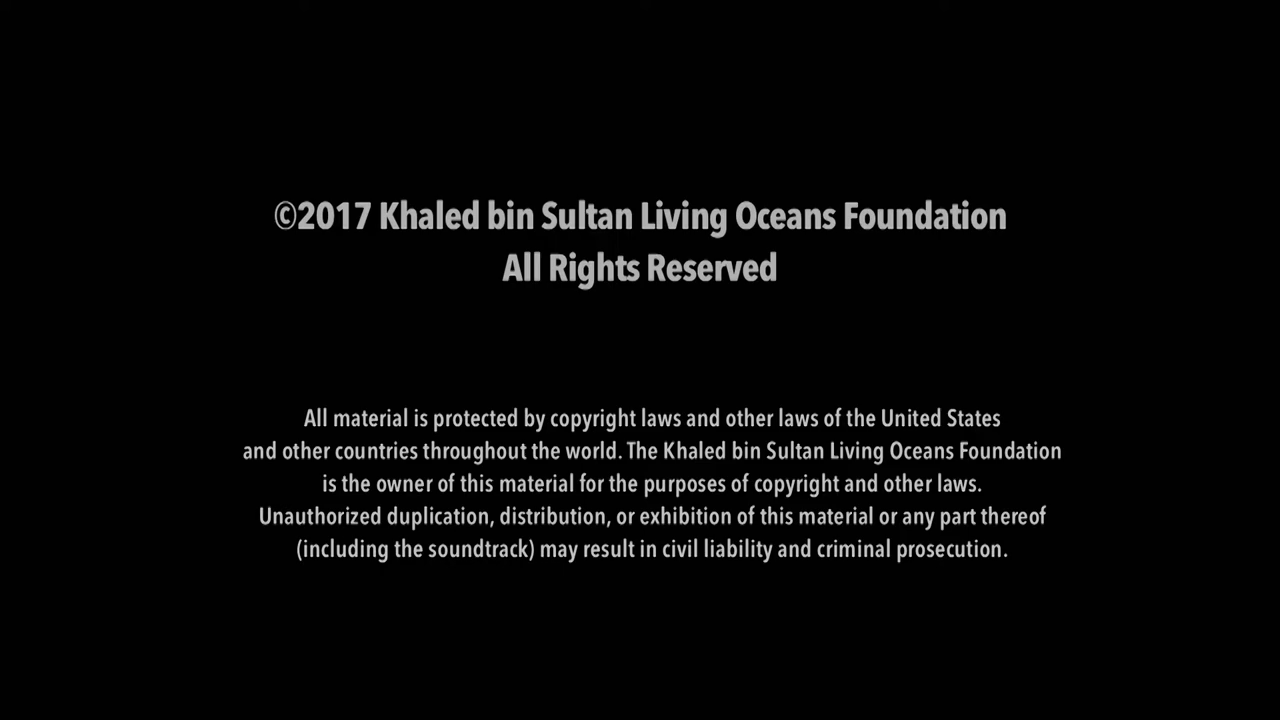 ©2017 Khaled bin Sultan Living Oceans Foundation
All Rights Reserved
All material is protected by copyright laws and other laws of the United States
and other countries throughout the world. The Khaled bin Sultan Living Oceans Foundation
is the owner of this material for the purposes of copyright and other laws.
Unauthorized duplication, distribution, or exhibition of this material or any part thereof
(including the soundtrack) may result in civil liability and criminal prosecution.